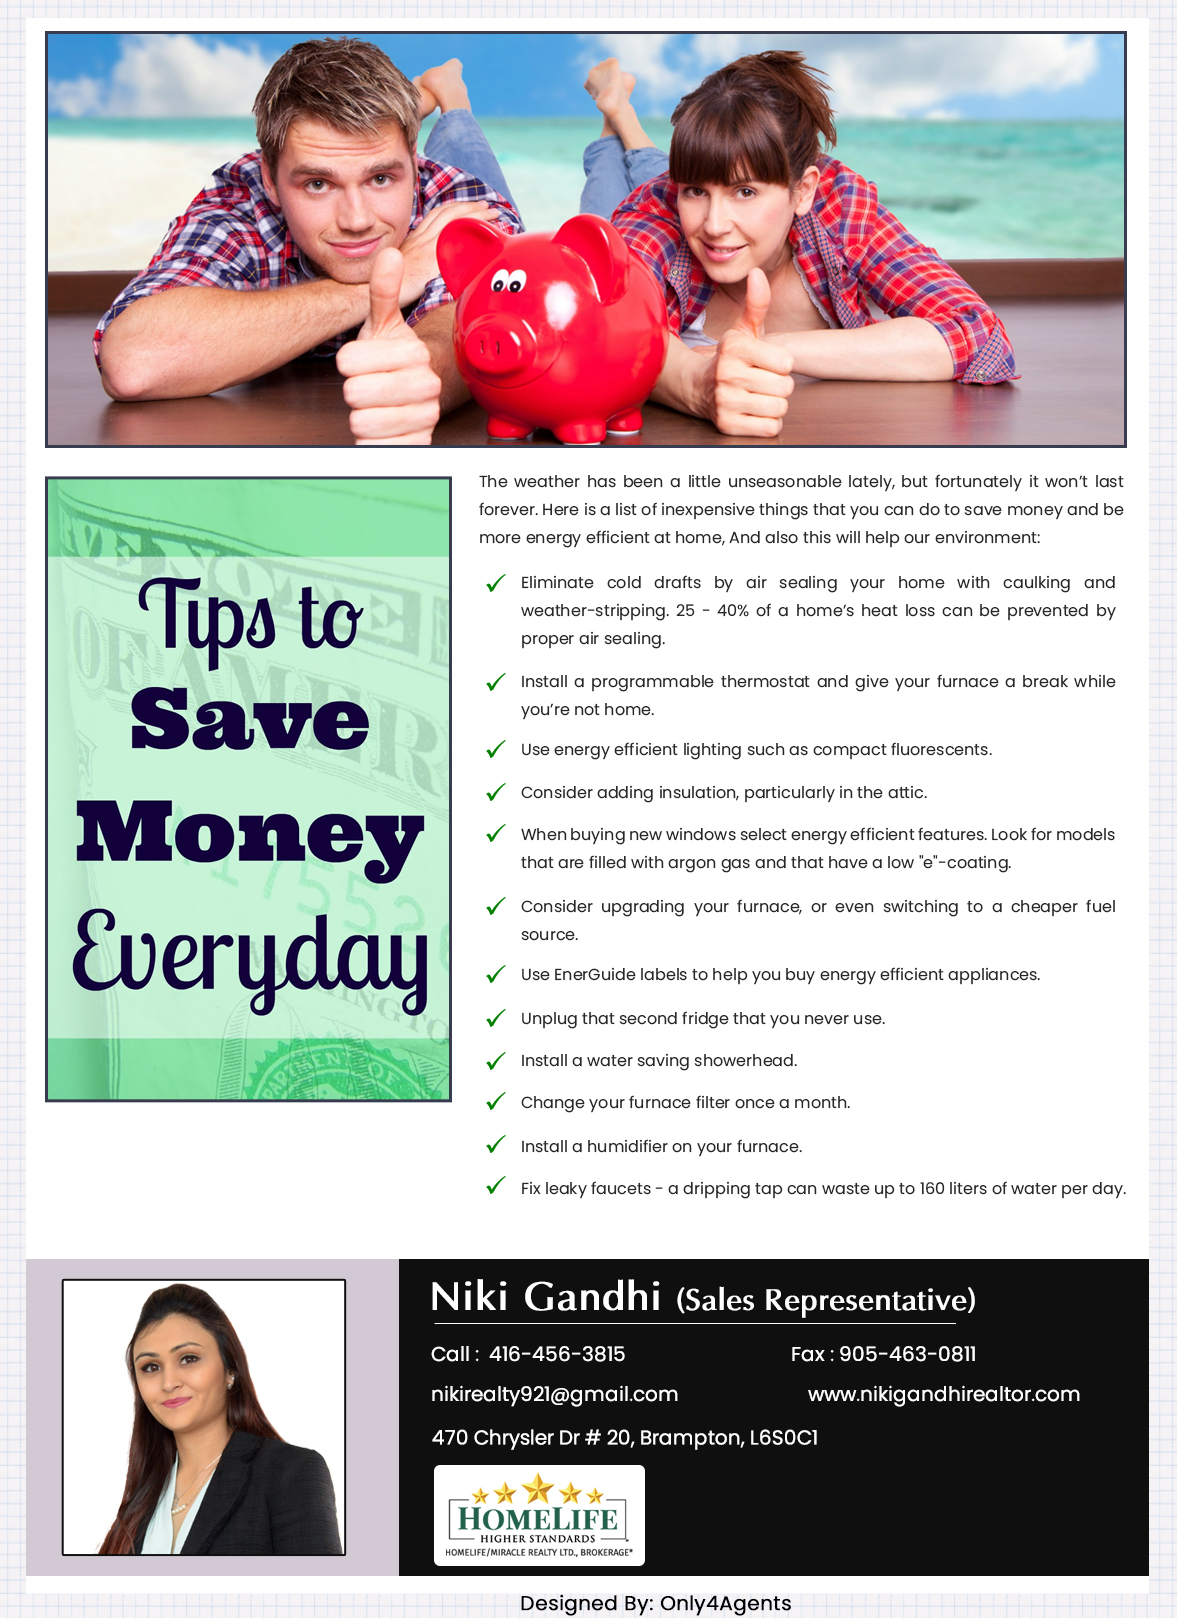 Tips to
Save
Money
Everyday
The weather has been a little unseasonable lately, but fortunately it won’t last
forever. Here is a list of inexpensive things that you can do to save money and be
more energy efficient at home, And also this will help our environment:
Eliminate cold drafts by air sealing your home with caulking and
weather-stripping. 25 - 40% of a home’s heat loss can be prevented by
proper air sealing.
Install a programmable thermostat and give your furnace a break while
you’re not home.
Use energy efficient lighting such as compact fluorescents.
Consider adding insulation, particularly in the attic.
When buying new windows select energy efficient features. Look for models
that are filled with argon gas and that have a low "e"-coating.
Consider upgrading your furnace, or even switching to a cheaper fuel
source.
Use EnerGuide labels to help you buy energy efficient appliances.
Unplug that second fridge that you never use.
Install a water saving showerhead.
Change your furnace filter once a month.
Install a humidifier on your furnace.
Fix leaky faucets - a dripping tap can waste up to 160 liters of water per day.
Niki Gandhi (Sales Representative)
Call : 416-456-3815 Fax : 905-463-0811
nikirealty921@gmail.com www.nikigandhirealtor.com
470 Chrysler Dr # 20, Brampton, L6S0C1
HOMELIFE
HIGHER STANDARDS
HOMELIFE/MIRACLE REALTY LTD., BROKERAGE*
Designed By: Only4Agents